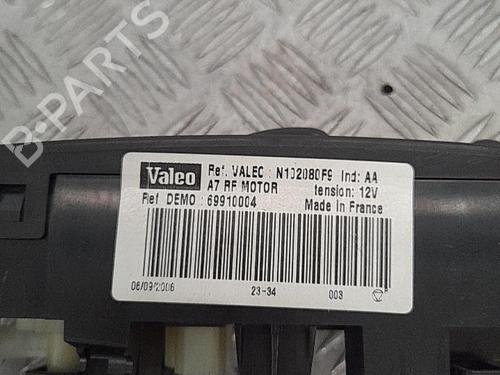 B-PARTS
Valeo
Ref. VALEC : N102080F9 Ind: AA
A7 RF MOTOR tension: 12V
Ref DEMO : 69910004 Made in France
06/09/2006 23-34 003